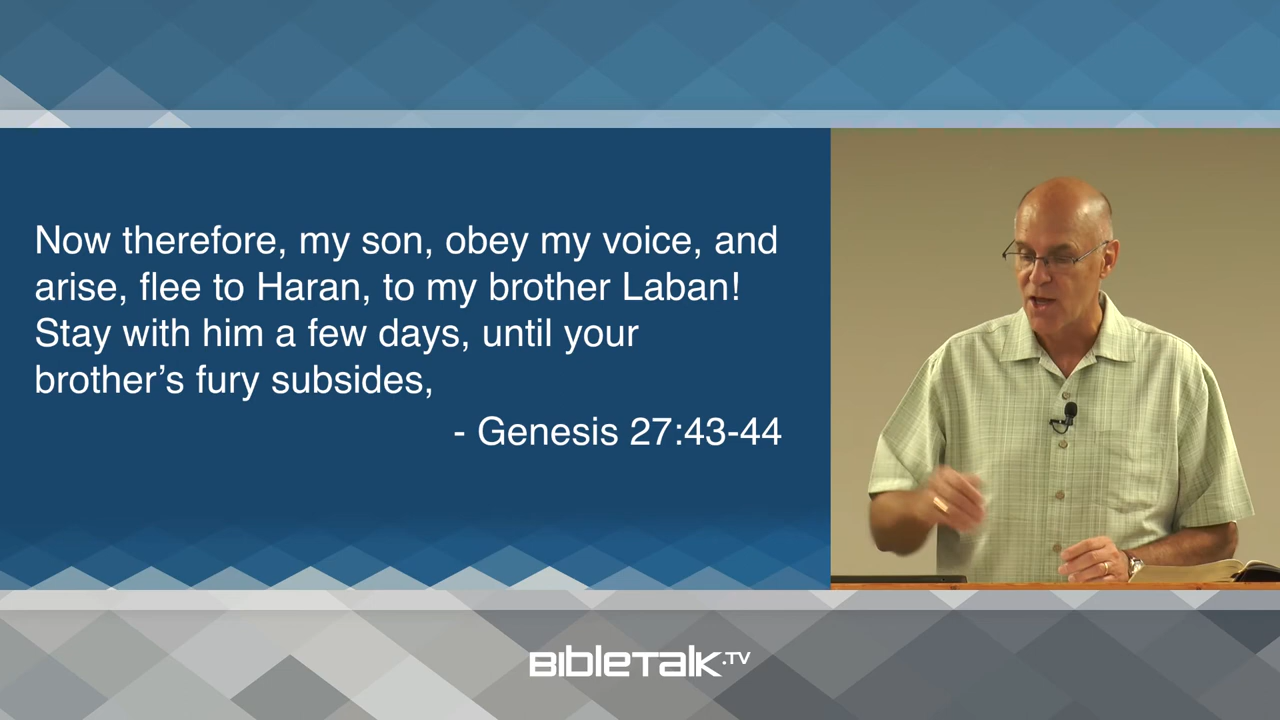 Now therefore, my son, obey my voice, and
arise, flee to Haran, to my brother Laban!
Stay with him a few days, until your
brother’s fury subsides,
- Genesis 27:43-44
BIBLETALK.TV